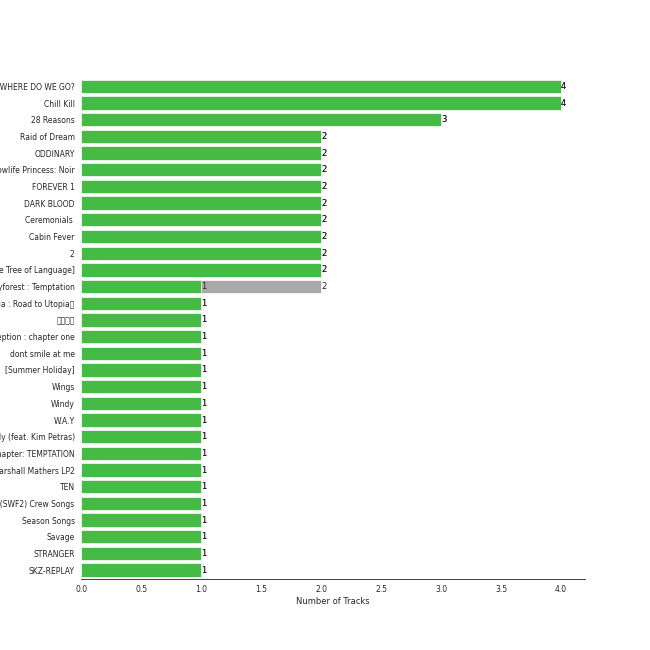 WHERE DO WE GO? 4
Chill Kill 4
28 Reasons 3
Raid of Dream 2
ODDINARY 2
wlife Princess: Noir 2
FOREVER 1 2
DARK BLOOD 2
Ceremonials 2
Cabin Fever 2
2 2
e Tree of Language] 2
yforest : Temptation 1 2
ia : Road to Utopia 1
1
eption : chapter one 1
dont smile at me 1
[Summer Holiday] 1
Wings 1
Windy 1
W.A.Y 1
ly (feat. Kim Petras) 1
hapter: TEMPTATION 1
arshall Mathers LP2 1
TEN 1
(SWF2) Crew Songs 1
Season Songs 1
Savage 1
STRANGER 1
SKZ-REPLAY 1
0.0 0.5 1.0 1.5 2.0 2.5 3.0 3.5 4.0
Number of Tracks